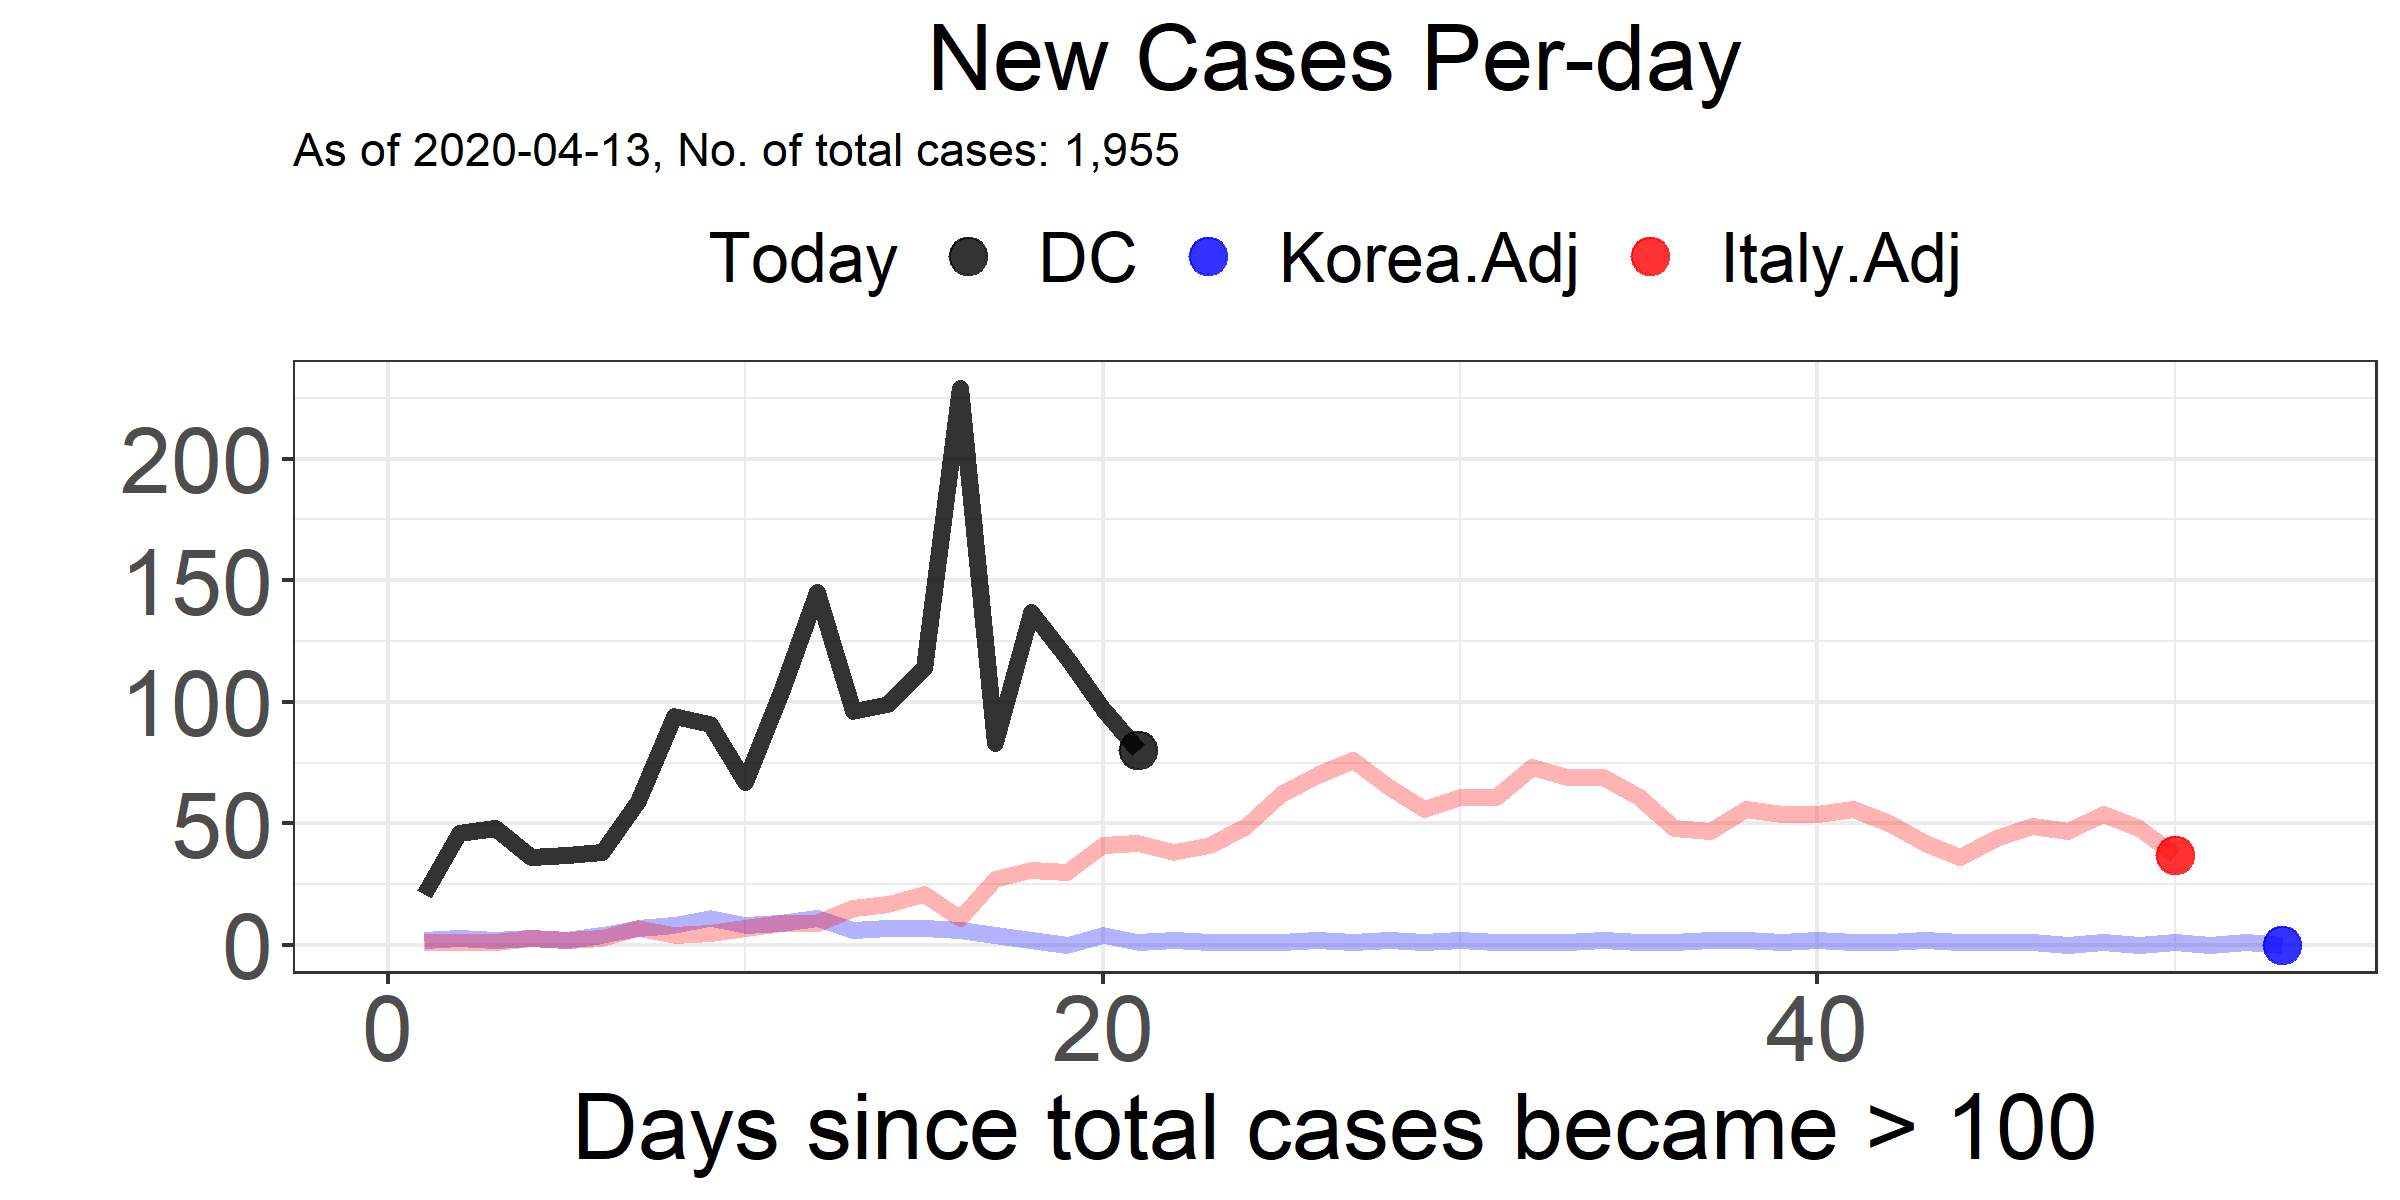 New Cases Per-day
As of 2020-04-13, No. of total cases: 1,955
Today DC Korea.Adj Italy.Adj
200
150
100
50
0
0 20 40
Days since total cases became > 100